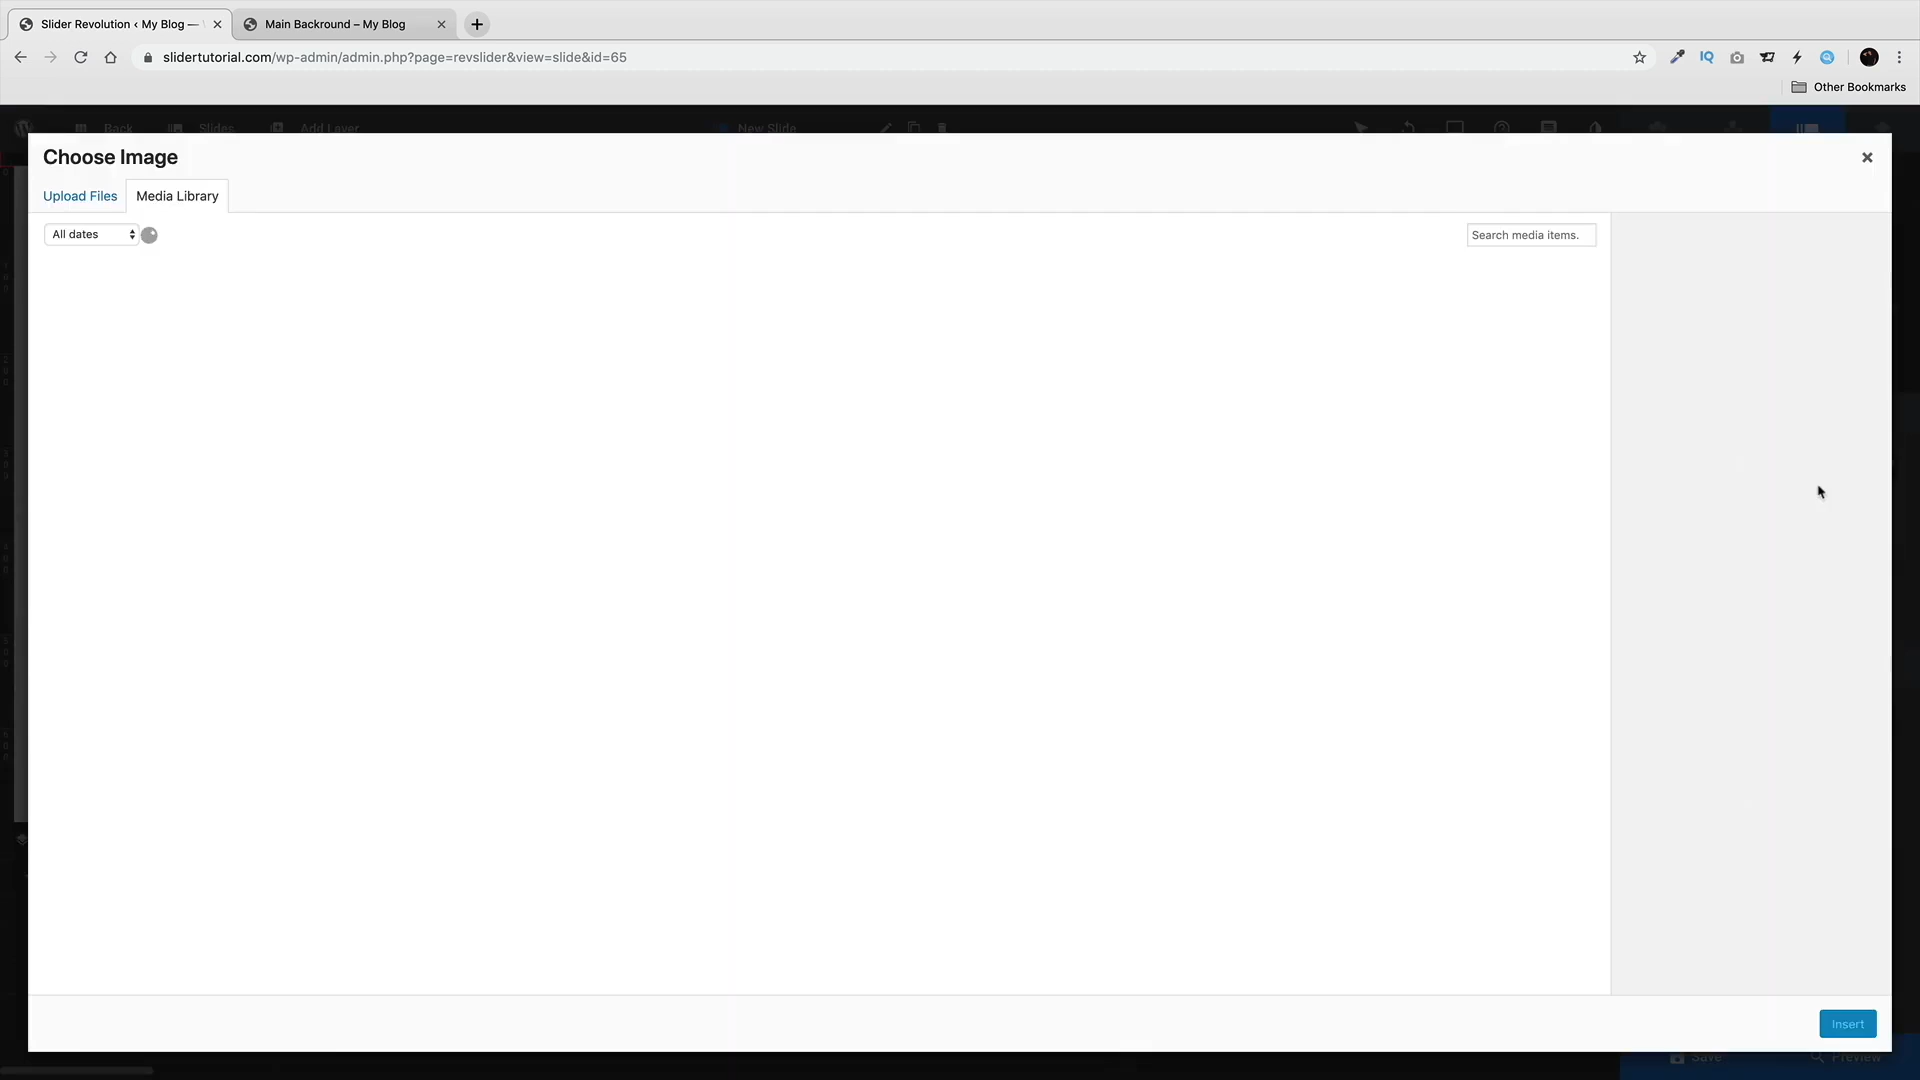 Slider Revolution ‹ My Blog —
Main Backround – My Blog
slidertutorial.com/wp-admin/admin.php?page=revslider&view=slide&id=65
IQ
Other Bookmarks
Back
Slides
Add Layer
New Slide
Choose Image
Upload Files
Media Library
All dates
Search media items.
Insert
Save
Preview